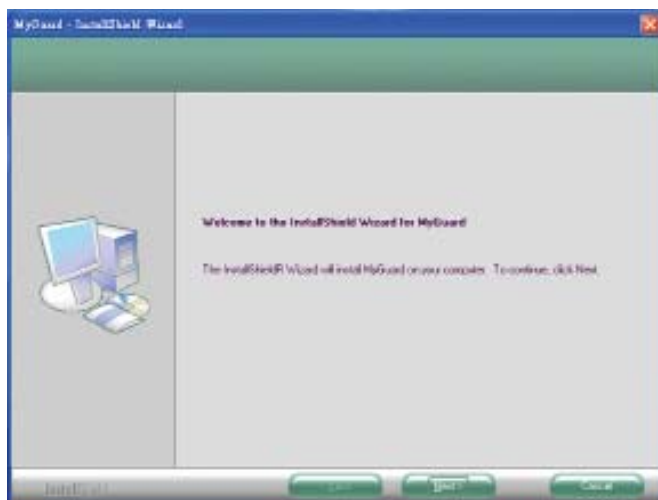 MyGuard - InstallShield Wizard
Welcome to the InstallShield Wizard for MyGuard
The InstallShieldR Wizard will install MyGuard on your computer. To continue, click Next.
InstallShield
Next >
Cancel